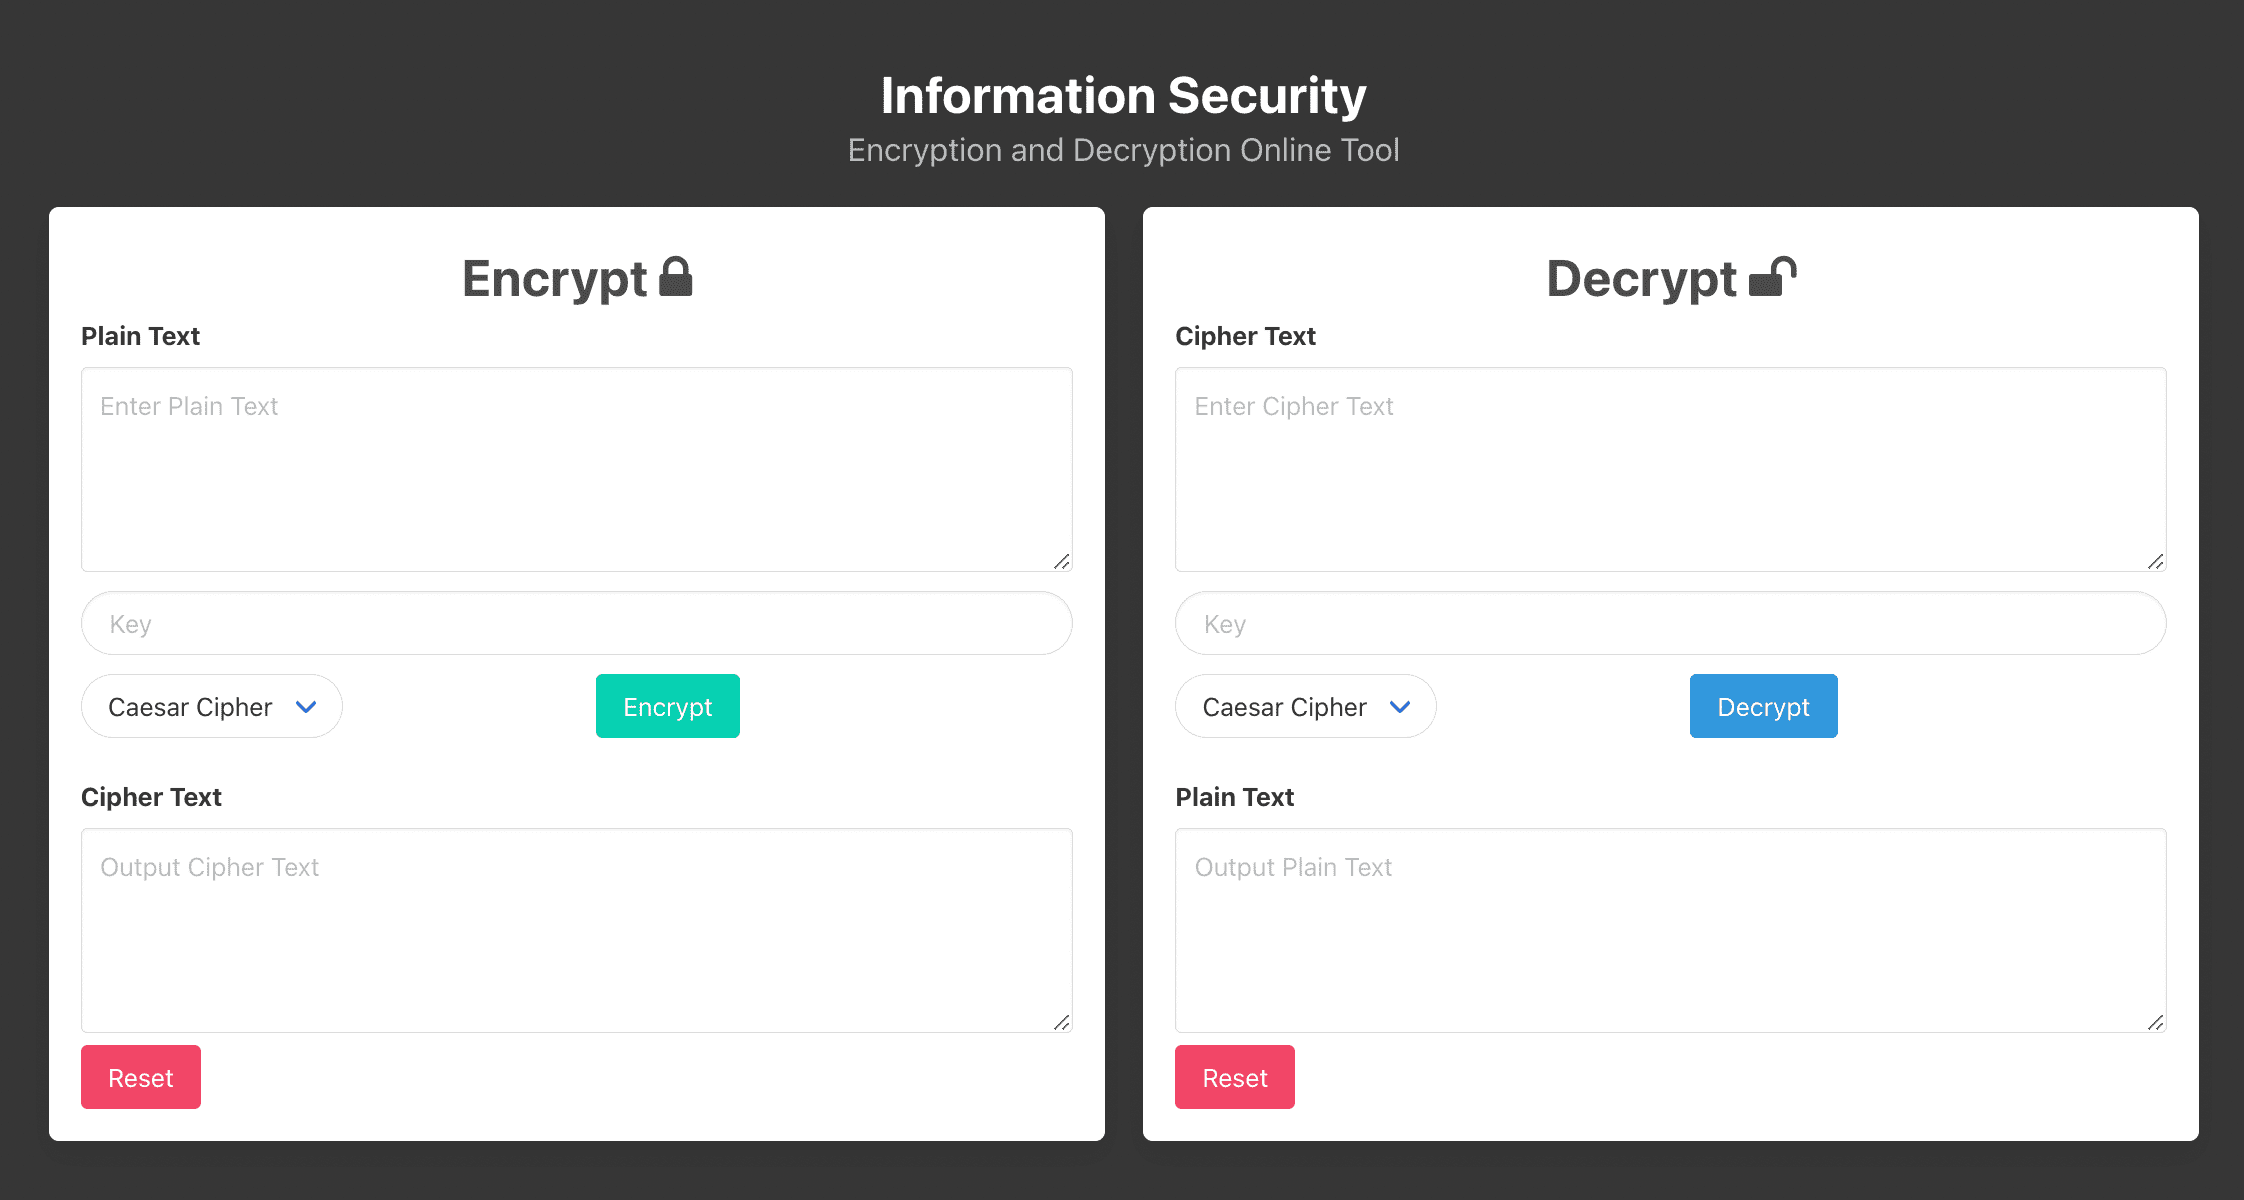 Information Security
Encryption and Decryption Online Tool
Encrypt
Plain Text
Enter Plain Text
Key
Caesar Cipher
Encrypt
Cipher Text
Output Cipher Text
Reset
Decrypt
Cipher Text
Enter Cipher Text
Key
Caesar Cipher
Decrypt
Plain Text
Output Plain Text
Reset